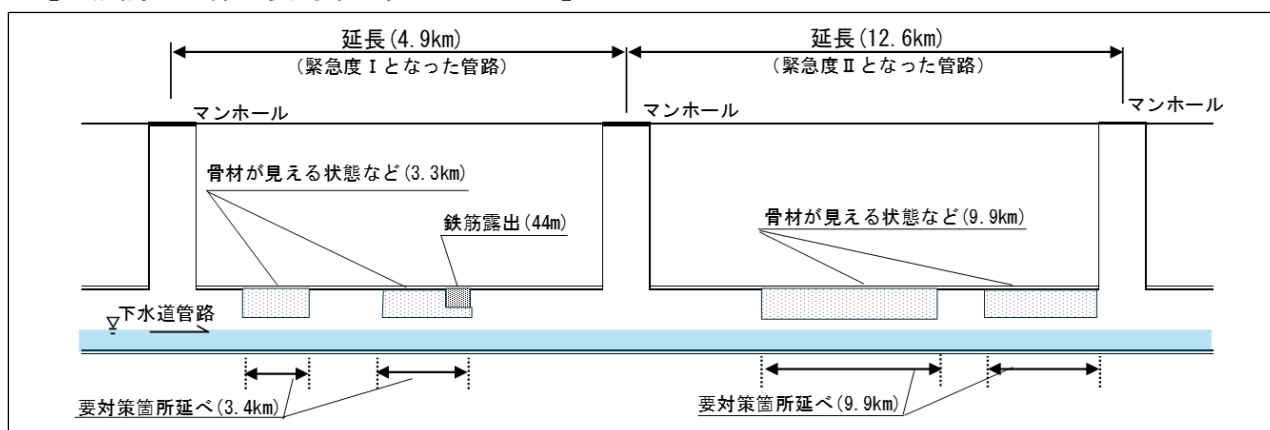 延長(4.9km)
(緊急度Ⅰとなった管路)
延長(12.6km)
(緊急度Ⅱとなった管路)
マンホール
マンホール
マンホール
骨材が見える状態など(3.3km)
鉄筋露出(44m)
骨材が見える状態など(9.9km)
下水道管路
要対策箇所延べ(3.4km)
要対策箇所延べ(9.9km)